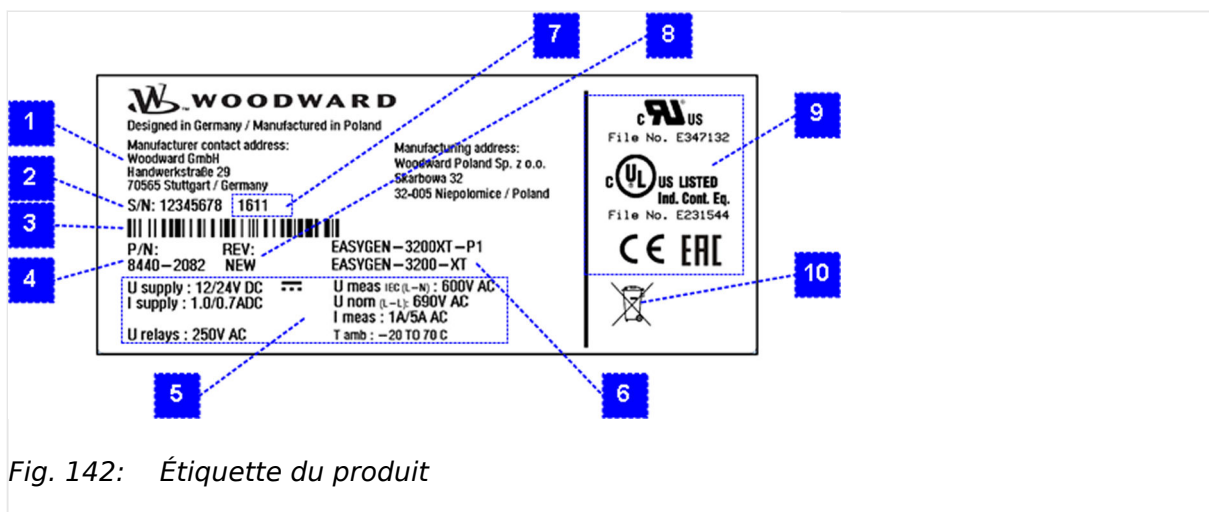 7
8
WOODWARD
Designed in Germany / Manufactured in Poland
1
Manufacturer contact address:
Woodward GmbH
Handwerkstraße 29
70565 Stuttgart / Germany
Manufacturing address:
Woodward Poland Sp. z o.o.
Skarbowa 32
32-005 Niepolomice / Poland
2
S/N: 12345678 1611
3
P/N: REV: EASYGEN-3200XT-P1
4
8440-2082 NEW EASYGEN-3200-XT
U supply : 12/24V DC
I supply : 1.0/0.7ADC
U relays : 250V AC
U meas IEC (L-N) : 600V AC
U nom (L-L): 690V AC
I meas : 1A/5A AC
T amb : -20 TO 70 C
5
6
C RU US
File No. E347132
9
C UL US LISTED
Ind. Cont. Eq.
File No. E231544
CE EAC
10
Fig. 142: Étiquette du produit